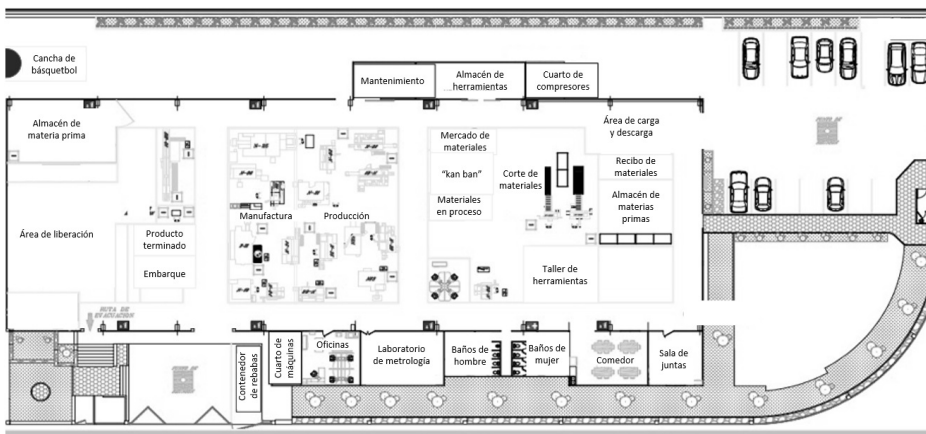 Cancha de
básquetbol
Mantenimiento
Almacén de
herramientas
Cuarto de
compresores
Almacén de
materia prima
Área de carga
y descarga
Mercado de
materiales
Recibo de
materiales
"kan ban"
Corte de
materiales
Materiales
en proceso
Almacén de
materias
primas
Manufactura
Producción
Área de liberación
Producto
terminado
Embarque
Taller de
herramientas
RUTA DE
EVACUACION
Contenedor
de rebabas
Cuarto de
máquinas
Oficinas
Laboratorio
de metrología
Baños de
hombre
Baños de
mujer
Comedor
Sala de
juntas